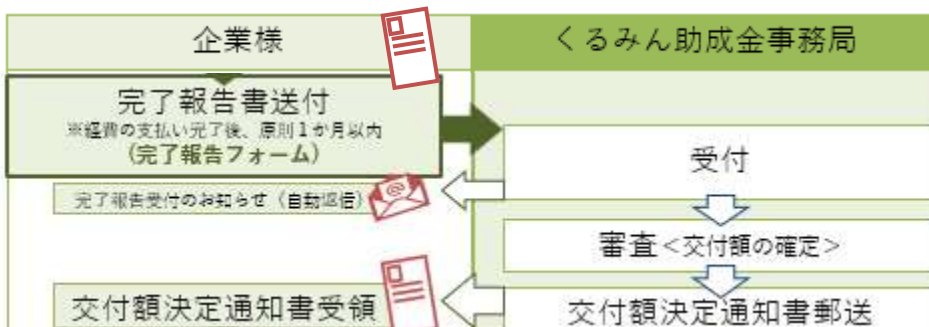 企業様
くるみん助成金事務局
完了報告書送付
※経費の支払い完了後、原則1か月以内
(完了報告フォーム)
受付
完了報告受付のお知らせ(自動返信)
@
審査<交付額の確定>
交付額決定通知書受領
交付額決定通知書郵送